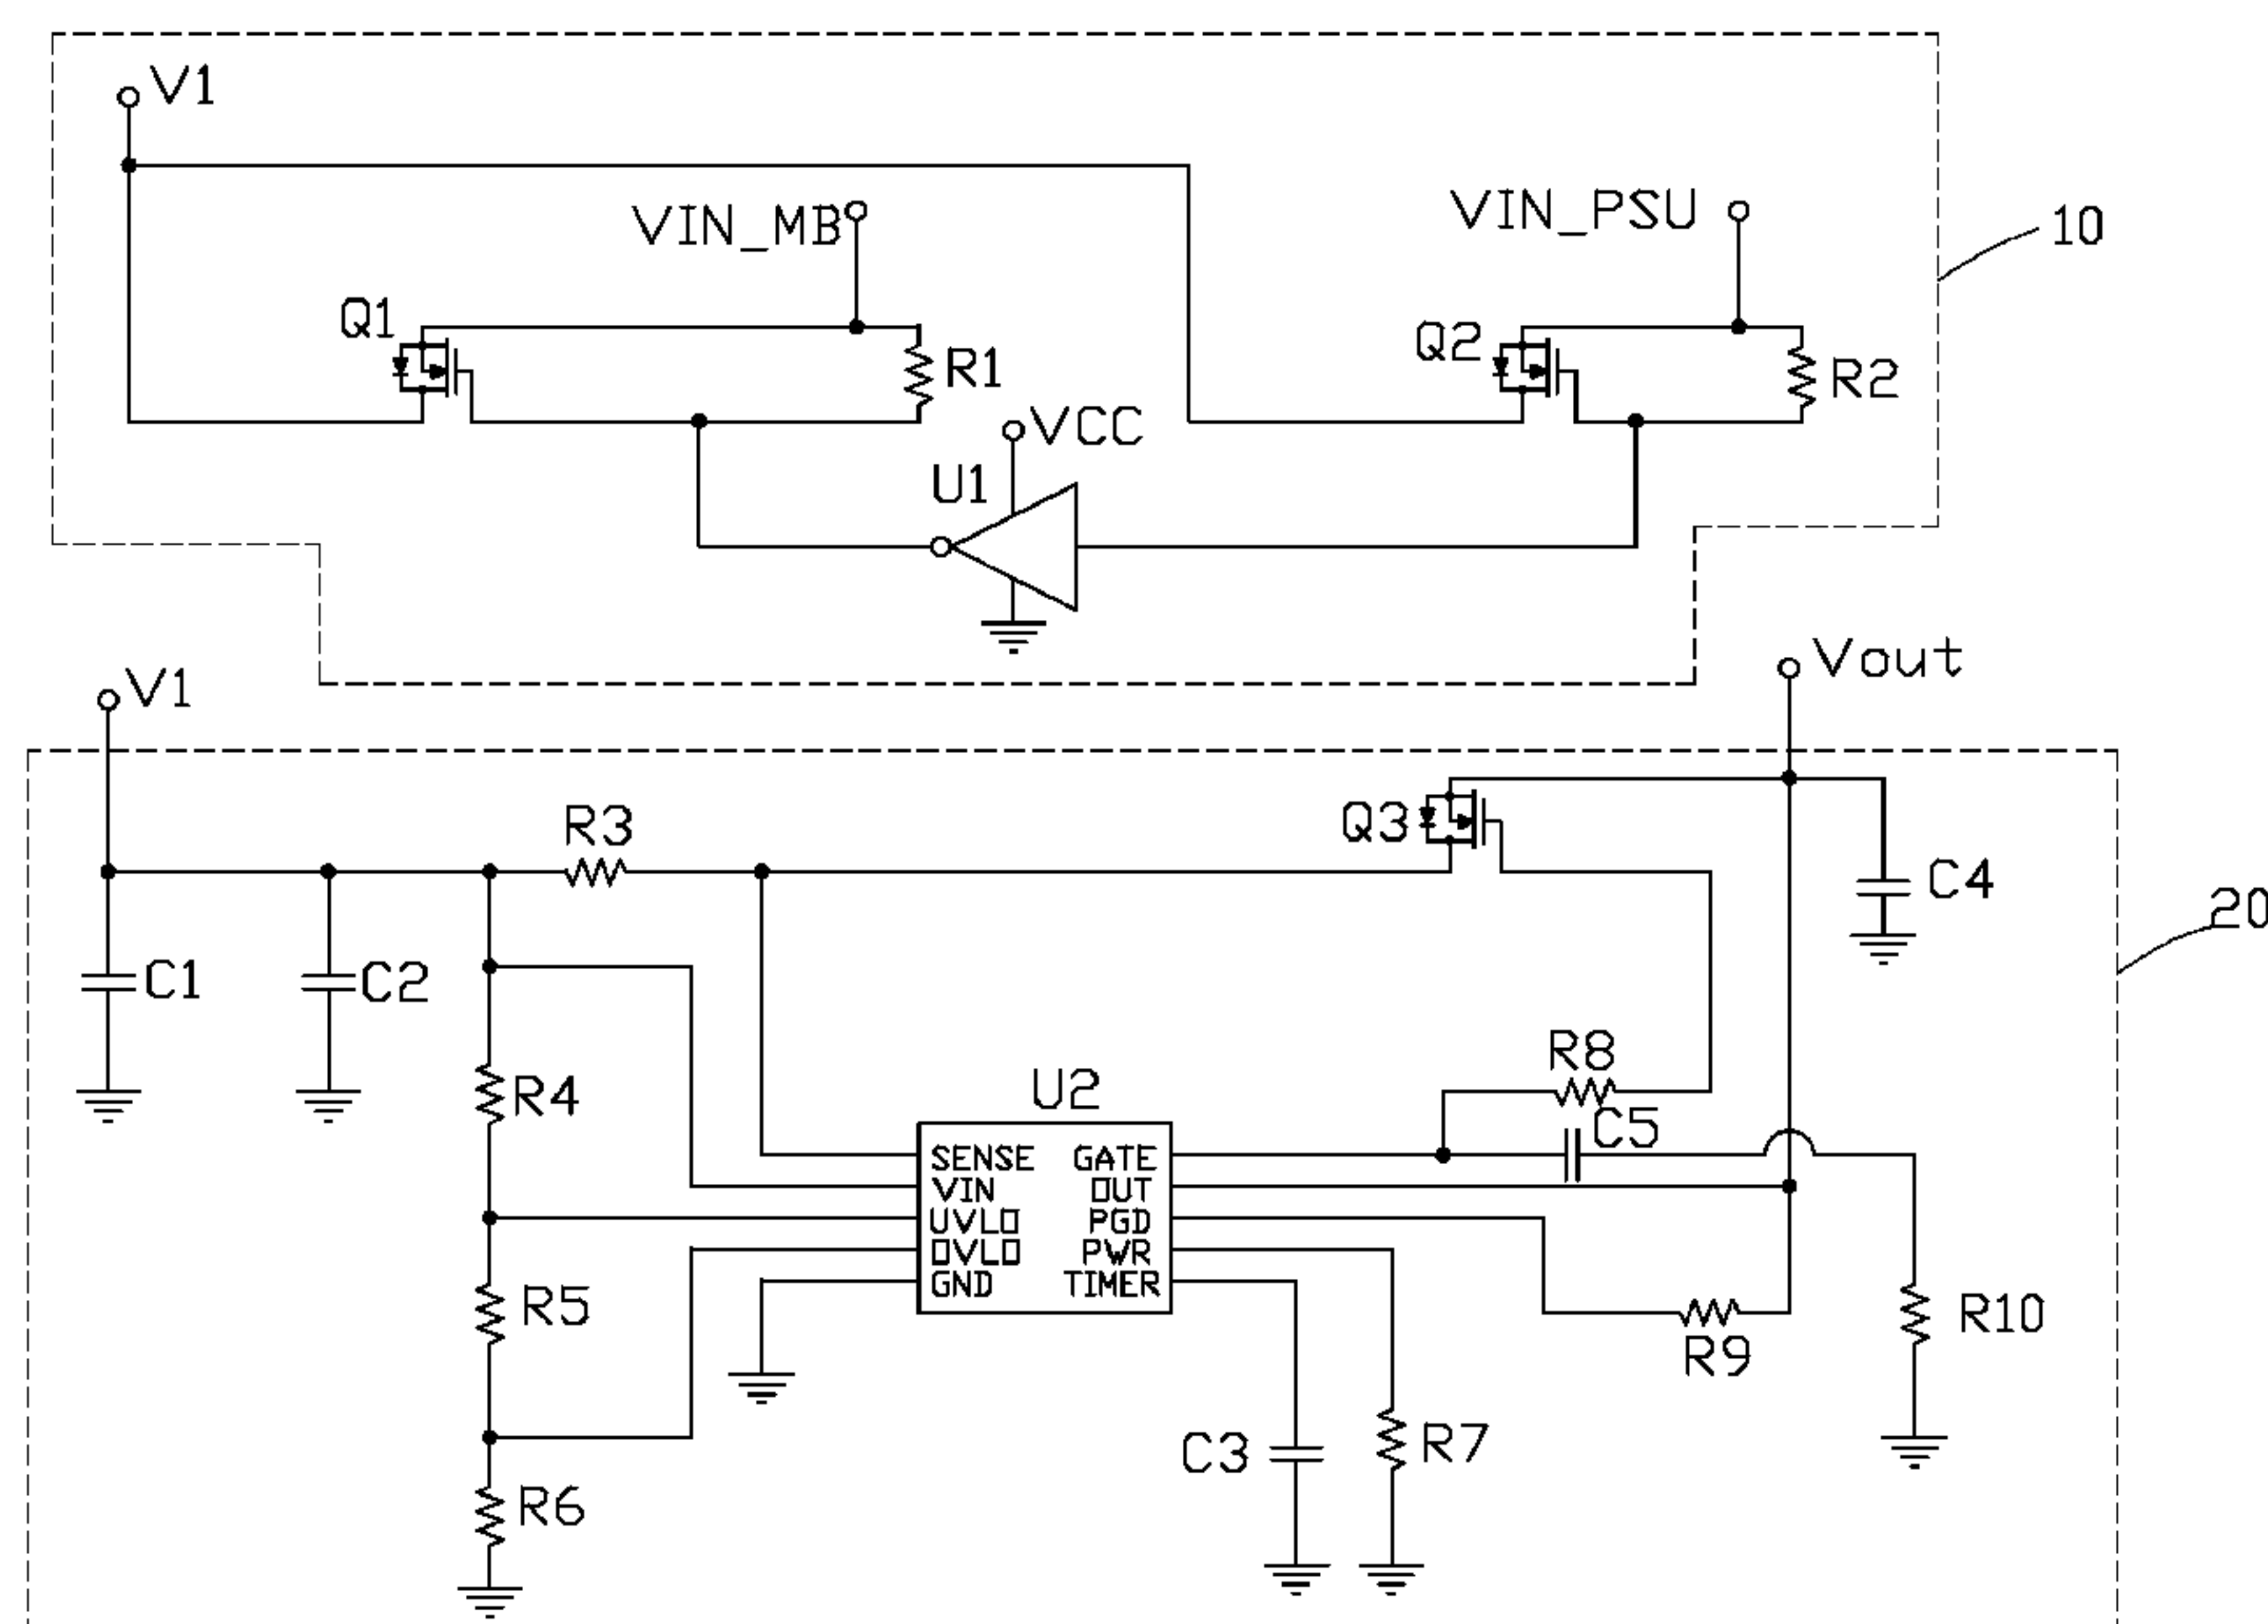 V1
VIN_MB
VIN_PSU
10
Q1
R1
Q2
R2
VCC
U1
V1
Vout
R3
Q3
C4
20
C1
C2
R4
R8
C5
U2
SENSE GATE
VIN OUT
UVLO PGD
OVLO PWR
GND TIMER
R5
R10
R9
C3
R7
R6